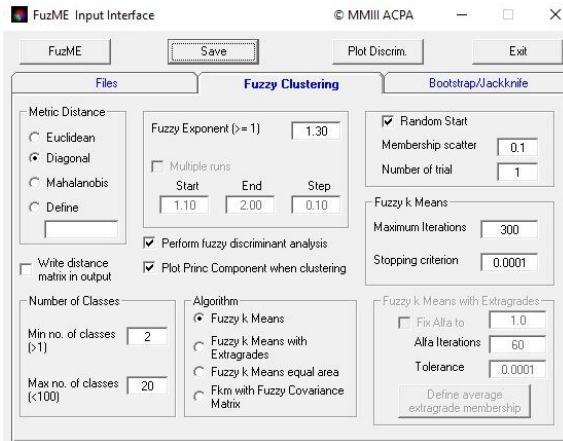 FuzME Input Interface © MMIII ACPA
FuzME Save Plot Discrim. Exit
Files Fuzzy Clustering Bootstrap/Jackknife
Metric Distance
Euclidean
Diagonal
Mahalanobis
Define
Write distance
matrix in output
Fuzzy Exponent (>= 1) 1.30
Multiple runs
Start End Step
1.10 2.00 0.10
Perform fuzzy discriminant analysis
Plot Princ Component when clustering
Random Start
Membership scatter 0.1
Number of trial 1
Fuzzy k Means
Maximum Iterations 300
Stopping criterion 0.0001
Number of Classes
Min no. of classes 2
(>1)
Max no. of classes 20
(<100)
Algorithm
Fuzzy k Means
Fuzzy k Means with
Extragrades
Fuzzy k Means equal area
Fkm with Fuzzy Covariance
Matrix
Fuzzy k Means with Extragrades
Fix Alfa to 1.0
Alfa Iterations 60
Tolerance 0.0001
Define average
extragrade membership